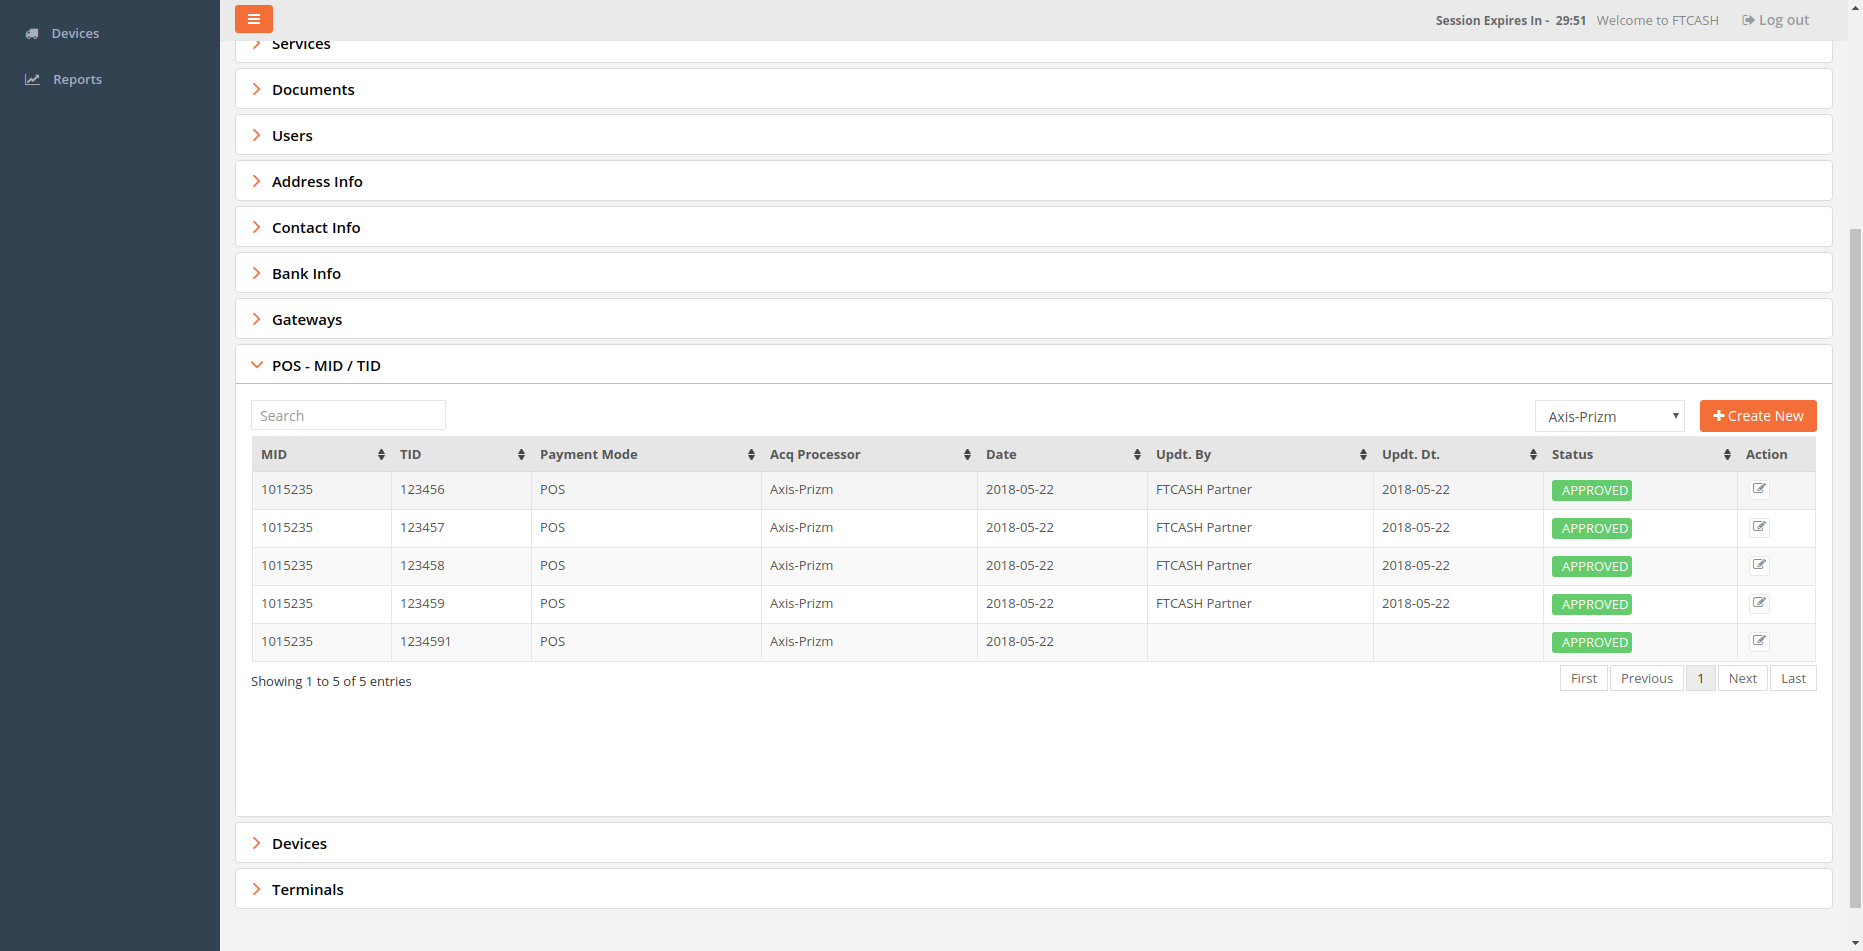 Devices
Reports
Session Expires In - 29:51 Welcome to FTCASH Log out
Services
Documents
Users
Address Info
Contact Info
Bank Info
Gateways
POS - MID / TID
Search Axis-Prizm Create New
MID TID Payment Mode Acq Processor Date Updt. By Updt. Dt. Status Action
1015235 123456 POS Axis-Prizm 2018-05-22 FTCASH Partner 2018-05-22 APPROVED
1015235 123457 POS Axis-Prizm 2018-05-22 FTCASH Partner 2018-05-22 APPROVED
1015235 123458 POS Axis-Prizm 2018-05-22 FTCASH Partner 2018-05-22 APPROVED
1015235 123459 POS Axis-Prizm 2018-05-22 FTCASH Partner 2018-05-22 APPROVED
1015235 1234591 POS Axis-Prizm 2018-05-22 APPROVED
Showing 1 to 5 of 5 entries First Previous 1 Next Last
Devices
Terminals